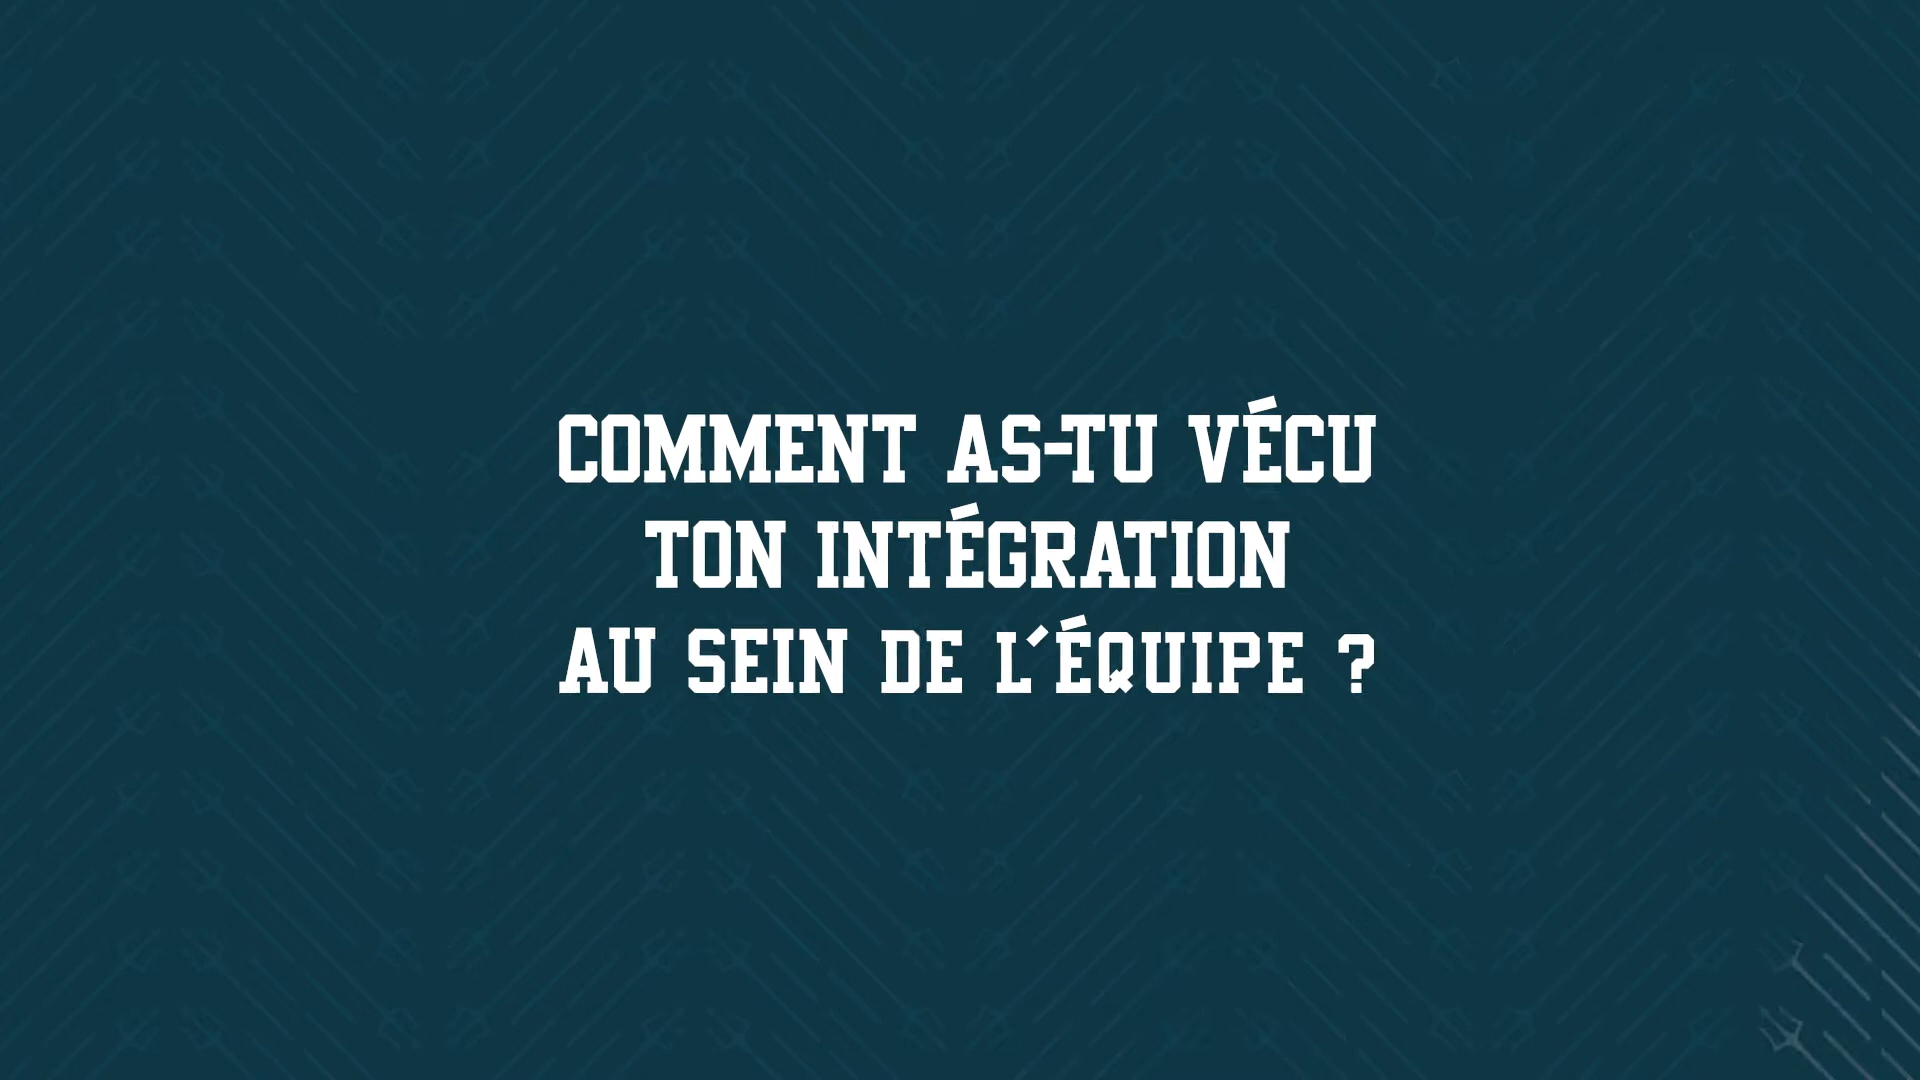 COMMENT AS-TU VÉCU
TON INTÉGRATION
AU SEIN DE L'ÉQUIPE ?